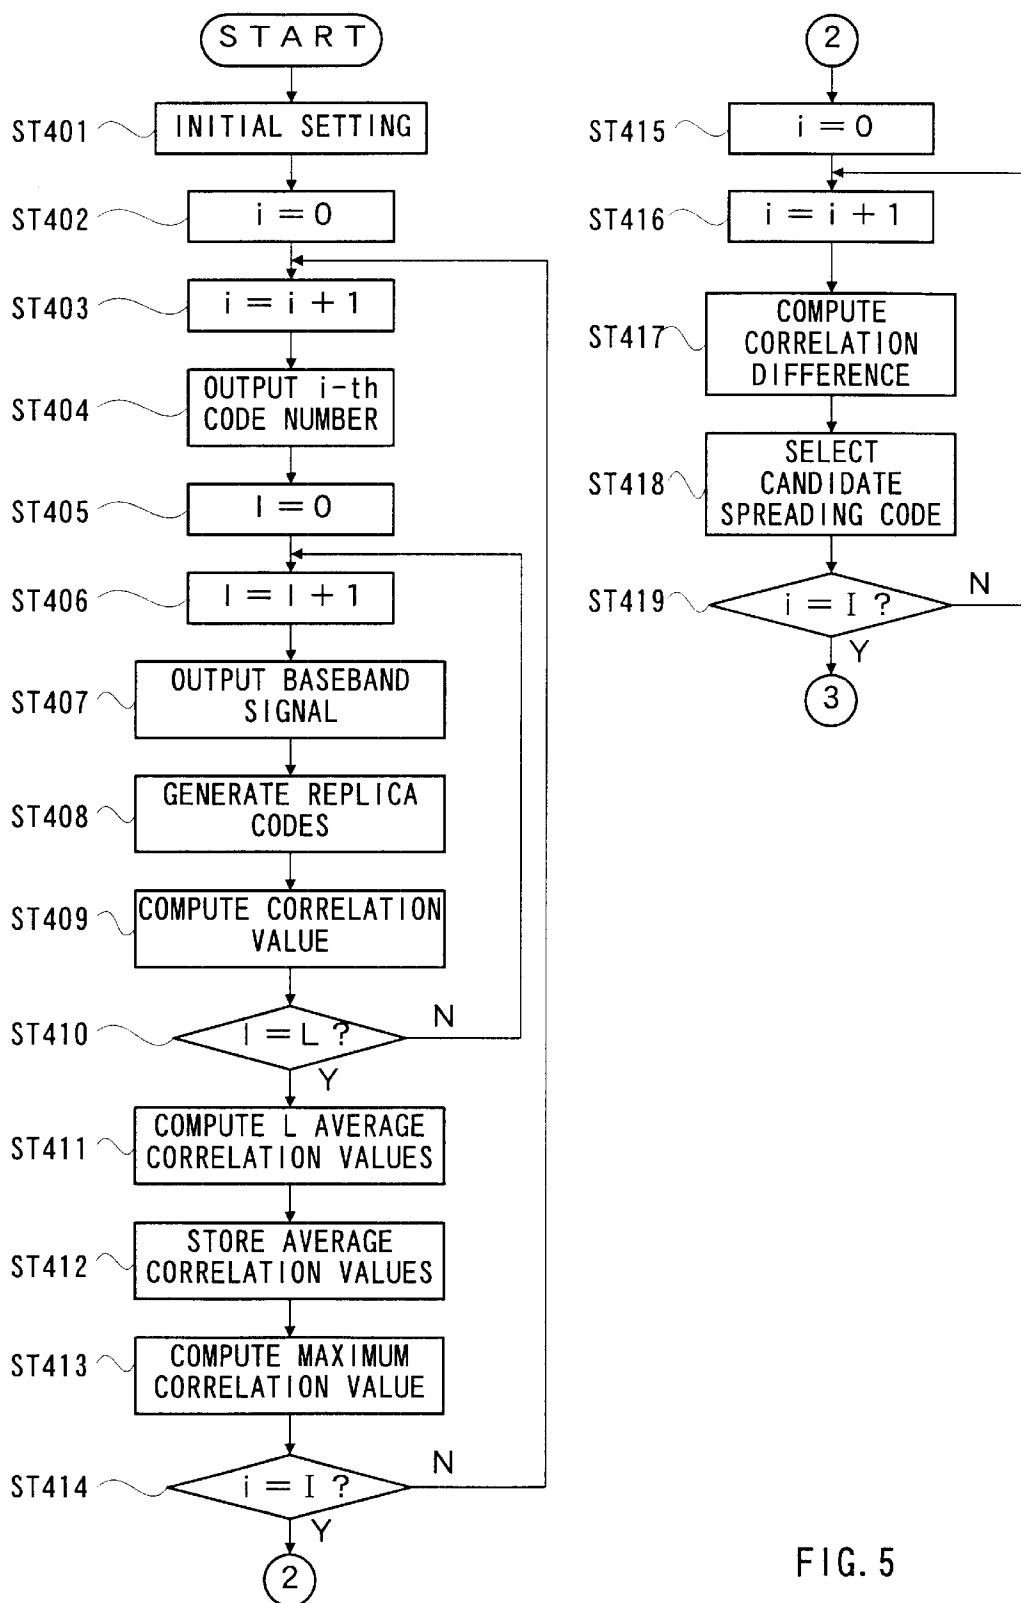 START
ST401
INITIAL SETTING
ST402
i = 0
ST403
i = i + 1
ST404
OUTPUT i-th
CODE NUMBER
ST405
l = 0
ST406
l = l + 1
ST407
OUTPUT BASEBAND
SIGNAL
ST408
GENERATE REPLICA
CODES
ST409
COMPUTE CORRELATION
VALUE
ST410
l = L ?
N
Y
ST411
COMPUTE L AVERAGE
CORRELATION VALUES
ST412
STORE AVERAGE
CORRELATION VALUES
ST413
COMPUTE MAXIMUM
CORRELATION VALUE
ST414
i = I ?
N
Y
2
2
ST415
i = 0
ST416
i = i + 1
ST417
COMPUTE
CORRELATION
DIFFERENCE
ST418
SELECT
CANDIDATE
SPREADING CODE
ST419
i = I ?
N
Y
3
FIG. 5